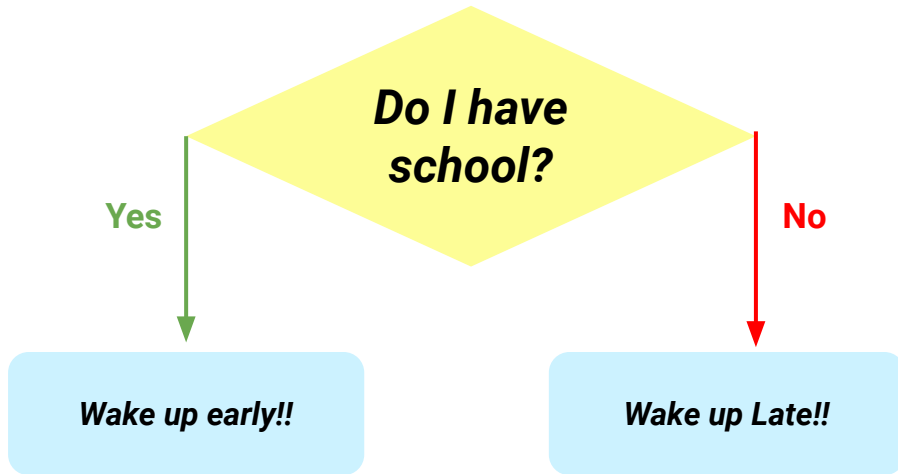 Do I have
school?
Yes
No
Wake up early!!
Wake up Late!!